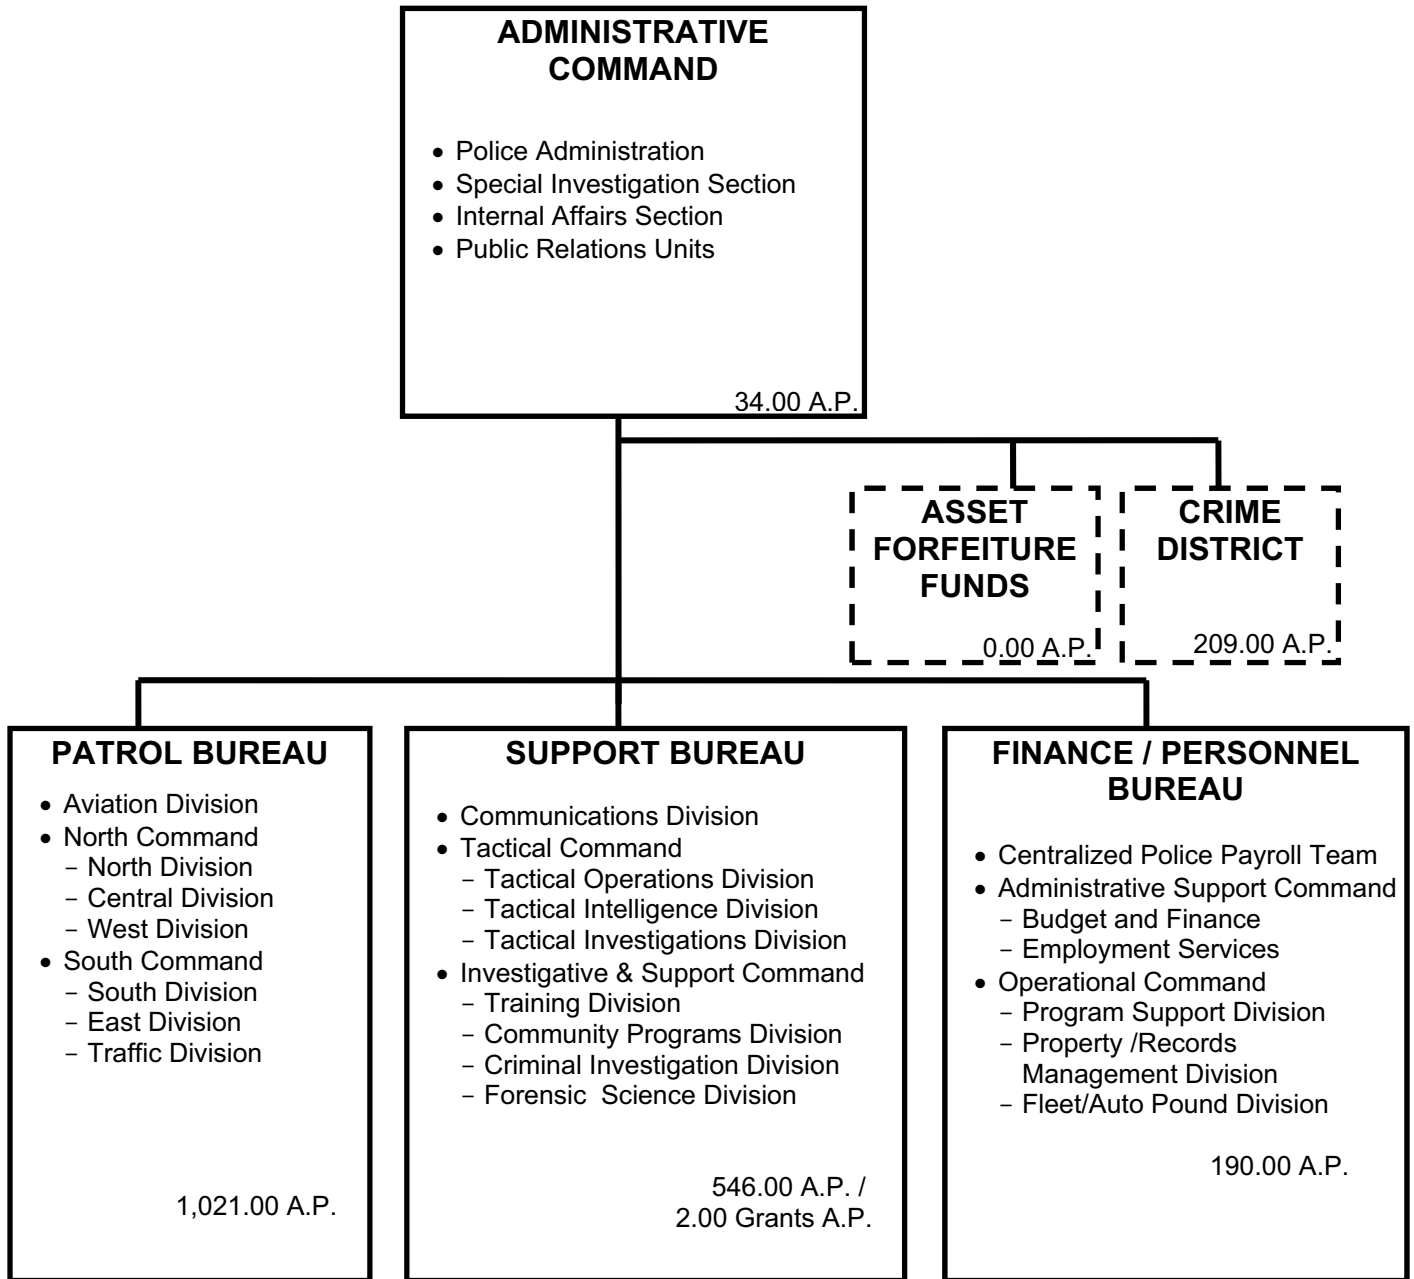 ADMINISTRATIVE
COMMAND
• Police Administration
• Special Investigation Section
• Internal Affairs Section
• Public Relations Units
34.00 A.P.
ASSET
FORFEITURE
FUNDS
0.00 A.P.
CRIME
DISTRICT
209.00 A.P.
PATROL BUREAU
• Aviation Division
• North Command
− North Division
− Central Division
− West Division
• South Command
− South Division
− East Division
− Traffic Division
1,021.00 A.P.
SUPPORT BUREAU
• Communications Division
• Tactical Command
− Tactical Operations Division
− Tactical Intelligence Division
− Tactical Investigations Division
• Investigative & Support Command
− Training Division
− Community Programs Division
− Criminal Investigation Division
− Forensic  Science Division
546.00 A.P. /
2.00 Grants A.P.
FINANCE / PERSONNEL
BUREAU
• Centralized Police Payroll Team
• Administrative Support Command
− Budget and Finance
− Employment Services
• Operational Command
− Program Support Division
− Property /Records
Management Division
− Fleet/Auto Pound Division
190.00 A.P.